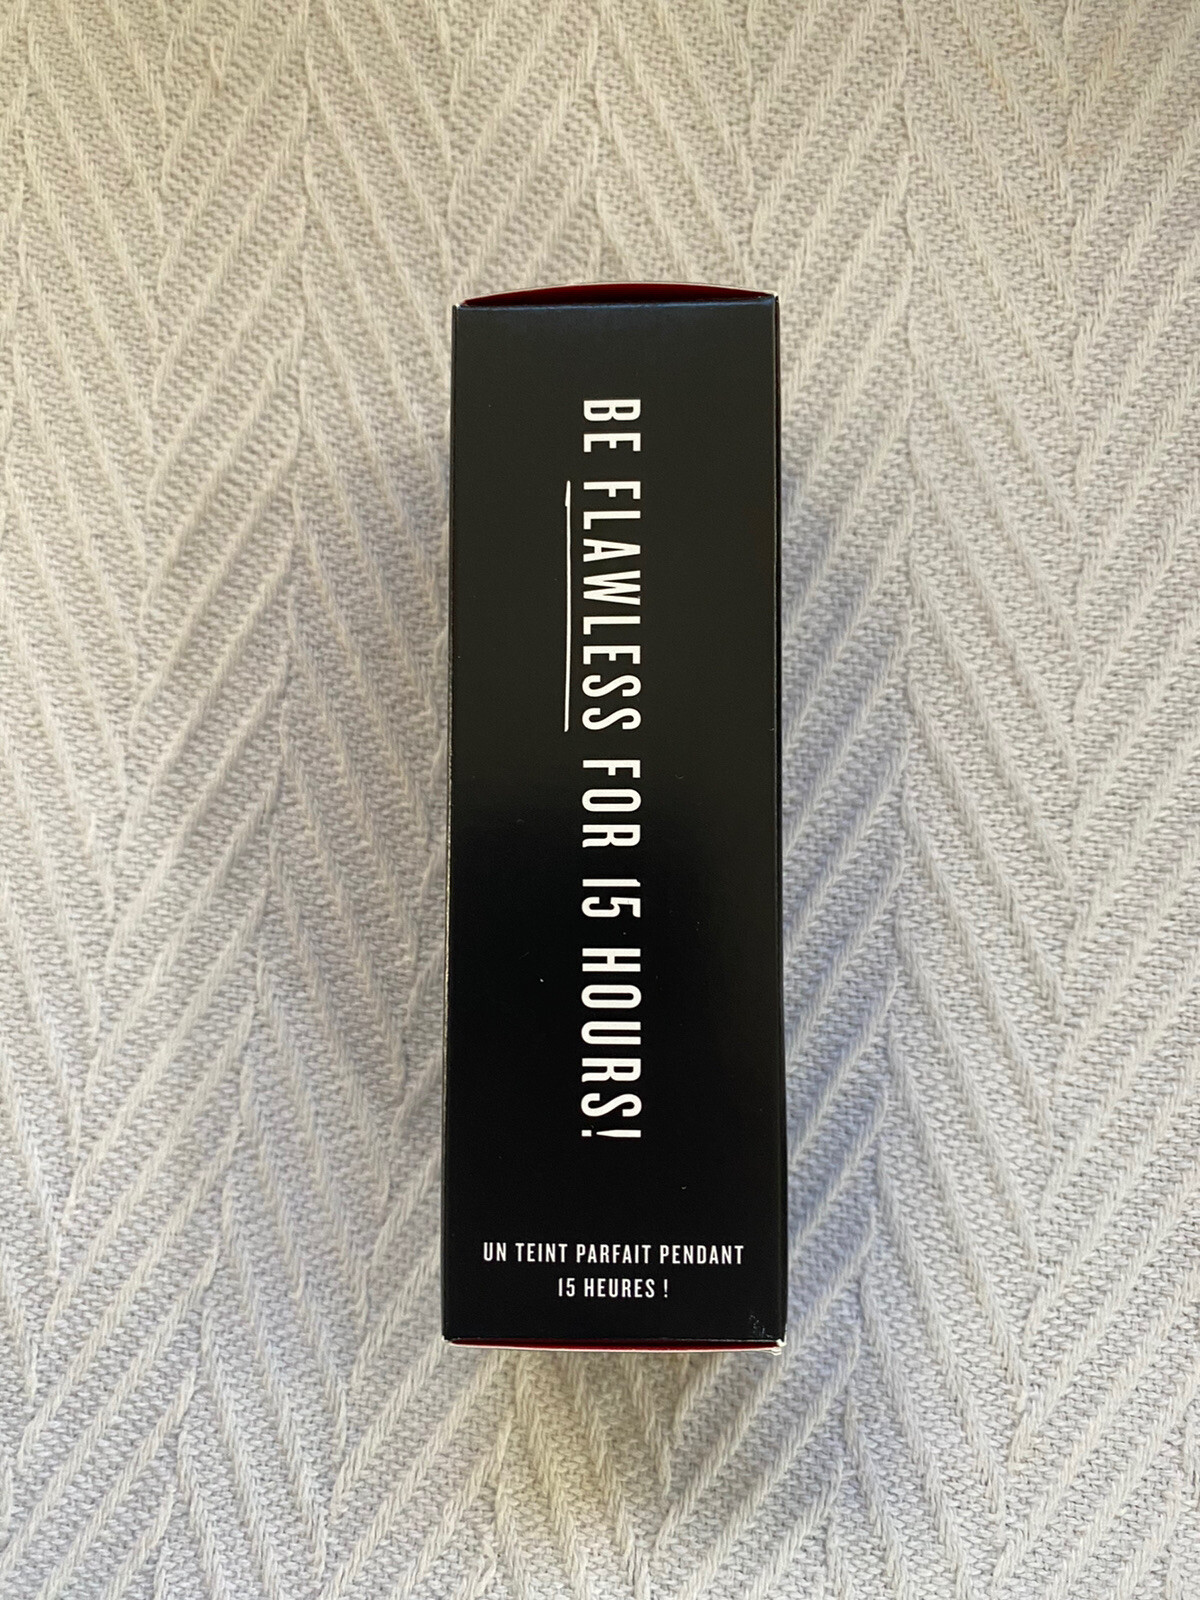 BE FLAWLESS FOR 15 HOURS!
UN TEINT PARFAIT PENDANT
15 HEURES !